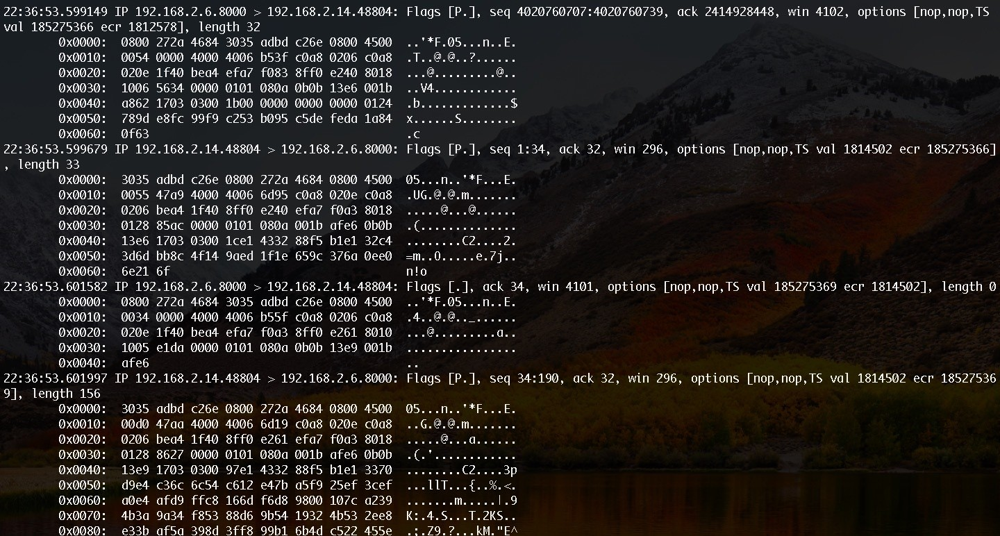 22:36:53.599149 IP 192.168.2.6.8000 > 192.168.2.14.48804: Flags [P.], seq 4020760707:4020760739, ack 2414928448, win 4102, options [nop,nop,TS
val 185275366 ecr 1812578], length 32
0x0000:  0800 272a 4684 3035 adbd c26e 0800 4500  ..'*F.05...n..E.
0x0010:  0054 0000 4000 4006 b53f c0a8 0206 c0a8  .T..@.@..?......
0x0020:  020e 1f40 bea4 efa7 f083 8ff0 e240 8018  ...@.........@..
0x0030:  1006 5634 0000 0101 080a 0b0b 13e6 001b  ..V4............
0x0040:  a862 1703 0300 1b00 0000 0000 0000 0124  .b.............$
0x0050:  789d e8fc 99f9 c253 b095 c5de feda 1a84  x......S........
0x0060:  0f63  .c
22:36:53.599679 IP 192.168.2.14.48804 > 192.168.2.6.8000: Flags [P.], seq 1:34, ack 32, win 296, options [nop,nop,TS val 1814502 ecr 185275366]
, length 33
0x0000:  3035 adbd c26e 0800 272a 4684 0800 4500  05...n..'*F...E.
0x0010:  0055 47a9 4000 4006 6d95 c0a8 020e c0a8  .UG.@.@.m.......
0x0020:  0206 bea4 1f40 8ff0 e240 efa7 f0a3 8018  .....@...@......
0x0030:  0128 85ac 0000 0101 080a 001b afe6 0b0b  .(..............
0x0040:  13e6 1703 0300 1ce1 4332 88f5 b1e1 32c4  ........C2....2.
0x0050:  3d6d bb8c 4f14 9aed 1f1e 659c 376a 0ee0  =m..O.....e.7j..
0x0060:  6e21 6f  n!o
22:36:53.601582 IP 192.168.2.6.8000 > 192.168.2.14.48804: Flags [.], ack 34, win 4101, options [nop,nop,TS val 185275369 ecr 1814502], length 0
0x0000:  0800 272a 4684 3035 adbd c26e 0800 4500  ..'*F.05...n..E.
0x0010:  0034 0000 4000 4006 b55f c0a8 0206 c0a8  .4..@.@.._......
0x0020:  020e 1f40 bea4 efa7 f0a3 8ff0 e261 8010  ...@.........a..
0x0030:  1005 e1da 0000 0101 080a 0b0b 13e9 001b  ................
0x0040:  afe6  ..
22:36:53.601997 IP 192.168.2.14.48804 > 192.168.2.6.8000: Flags [P.], seq 34:190, ack 32, win 296, options [nop,nop,TS val 1814502 ecr 18527536
9], length 156
0x0000:  3035 adbd c26e 0800 272a 4684 0800 4500  05...n..'*F...E.
0x0010:  00d0 47aa 4000 4006 6d19 c0a8 020e c0a8  ..G.@.@.m.......
0x0020:  0206 bea4 1f40 8ff0 e261 efa7 f0a3 8018  .....@...a......
0x0030:  0128 8627 0000 0101 080a 001b afe6 0b0b  .(.'............
0x0040:  13e9 1703 0300 97e1 4332 88f5 b1e1 3370  ........C2....3p
0x0050:  d9e4 c36c 6c54 c612 e47b a5f9 25ef 3cef  ...llT...{..%.<.
0x0060:  a0e4 afd9 ffc8 166d f6d8 9800 107c a239  .......m.....|.9
0x0070:  4b3a 9a34 f853 88d6 9b54 1932 4b53 2ee8  K:.4.S...T.2KS..
0x0080:  e33b af5a 398d 3ff8 99b1 6b4d c522 455e  .;.Z9.?...kM."E^